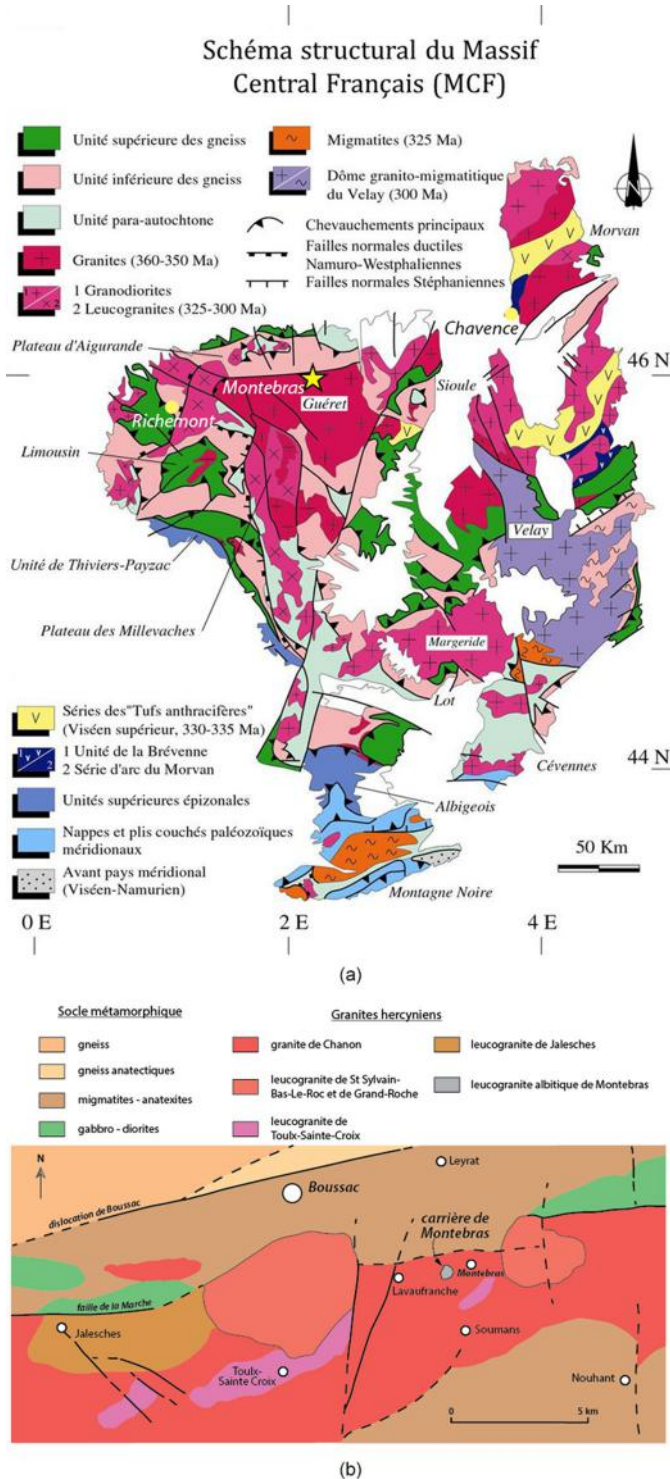 Schéma structural du Massif
Central Français (MCF)
Unité supérieure des gneiss
Unité inférieure des gneiss
Unité para-autochtone
Granites (360-350 Ma)
1 Granodiorites
2 Leucogranites (325-300 Ma)
1
2
Migmatites (325 Ma)
Dôme granito-migmatitique
du Velay (300 Ma)
Chevauchements principaux
Failles normales ductiles
Namuro-Westphaliennes
Failles normales Stéphaniennes
N
Morvan
Chavence
Plateau d'Aigurande
46 N
Montebras
Guéret
Sioule
Richemont
Limousin
Velay
Unité de Thiviers-Payzac
Plateau des Millevaches
Margeride
Lot
Séries des"Tufs anthracifères"
(Viséen supérieur, 330-335 Ma)
1 Unité de la Brévenne
2 Série d'arc du Morvan
1
2
Unités supérieures épizonales
Nappes et plis couchés paléozoïques
méridionaux
Avant pays méridional
(Viséen-Namurien)
Cévennes
44 N
Albigeois
50 Km
Montagne Noire
0 E
2 E
4 E
(a)
Socle métamorphique
gneiss
gneiss anatectiques
migmatites - anatexites
gabbro - diorites
Granites hercyniens
granite de Chanon
leucogranite de St Sylvain-
Bas-Le-Roc et de Grand-Roche
leucogranite de
Toulx-Sainte-Croix
leucogranite de Jalesches
leucogranite albitique de Montebras
N
dislocation de Boussac
Boussac
Leyrat
carrière de
Montebras
Montebras
Lavaufranche
faille de la Marche
Jalesches
Toulx-
Sainte Croix
Soumans
Nouhant
0
5 km
(b)